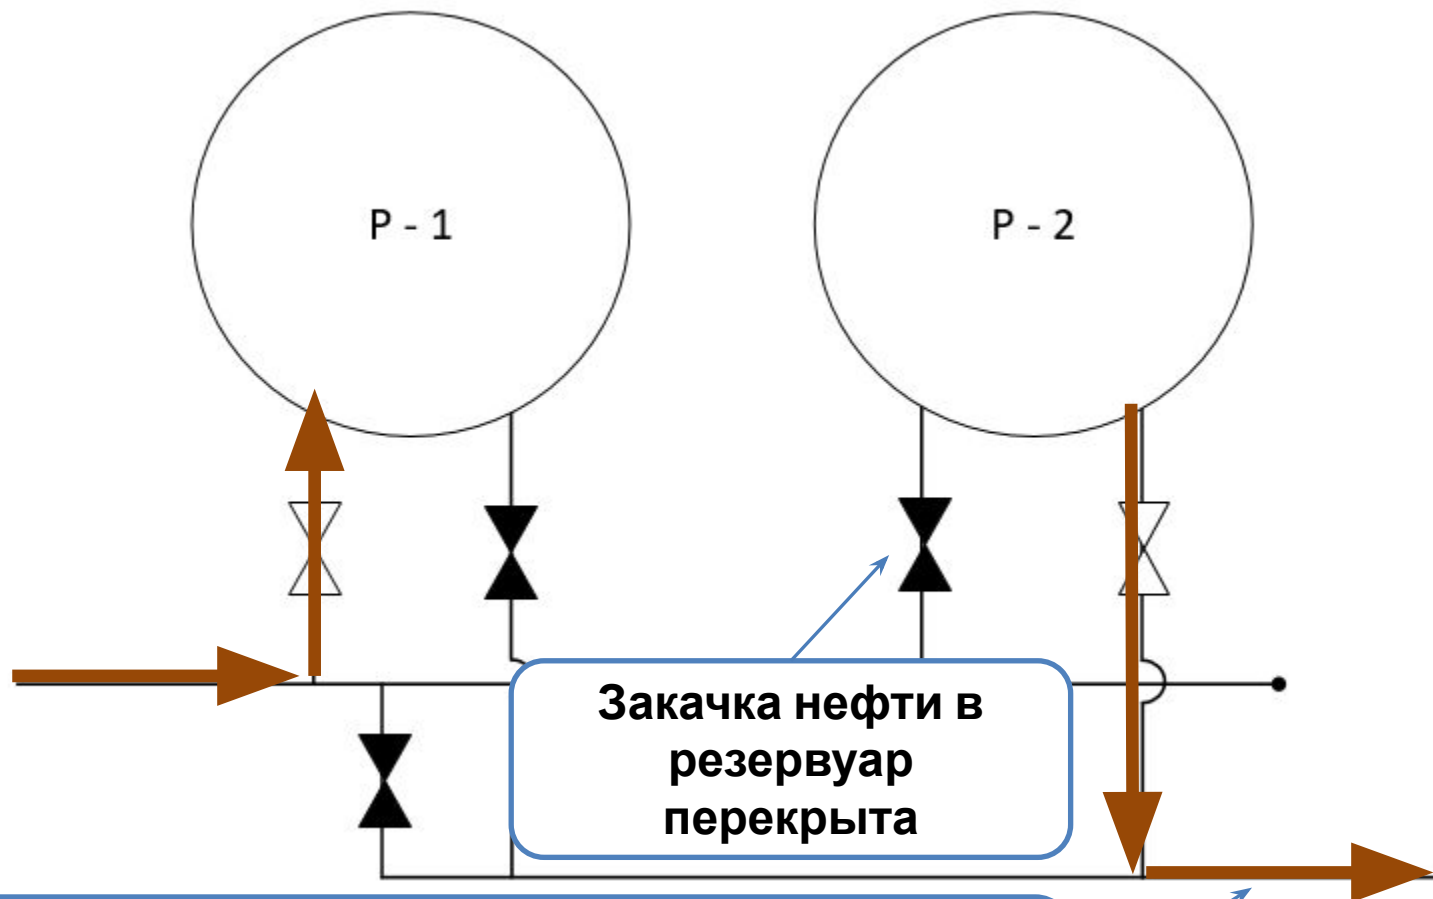 Р - 1
Р - 2
Закачка нефти в
резервуар
перекрыта